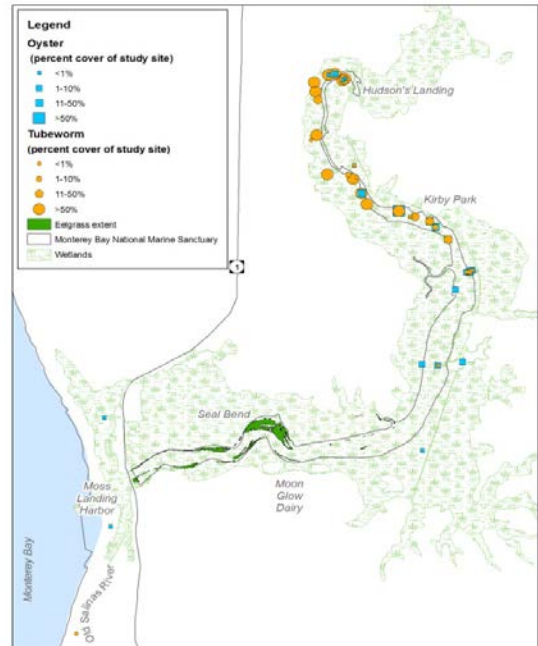 Legend
Oyster
(percent cover of study site)
<1%
1-10%
11-50%
>50%
Tubeworm
(percent cover of study site)
<1%
1-10%
11-50%
>50%
Eelgrass extent
Monterey Bay National Marine Sanctuary
Wetlands
Hudson's Landing
Kirby Park
1
Seal Bend
Moss
Landing
Harbor
Moon
Glow
Dairy
Monterey Bay
Old Salinas River